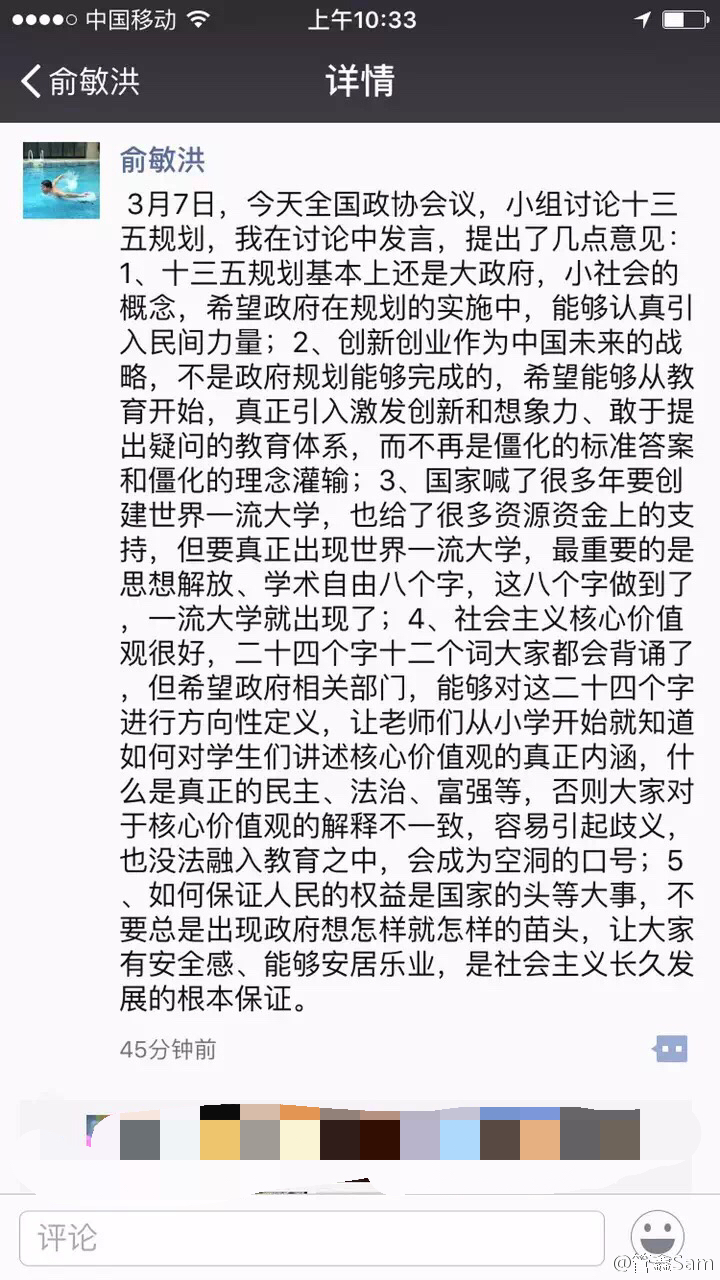 中国移动 上午10:33
俞敏洪 详情
俞敏洪
3月7日，今天全国政协会议，小组讨论十三
五规划，我在讨论中发言，提出了几点意见：
1、十三五规划基本上还是大政府，小社会的
概念，希望政府在规划的实施中，能够认真引
入民间力量；2、创新创业作为中国未来的战
略，不是政府规划能够完成的，希望能够从教
育开始，真正引入激发创新和想象力、敢于提
出疑问的教育体系，而不再是僵化的标准答案
和僵化的理念灌输；3、国家喊了很多年要创
建世界一流大学，也给了很多资源资金上的支
持，但要真正出现世界一流大学，最重要的是
思想解放、学术自由八个字，这八个字做到了
，一流大学就出现了；4、社会主义核心价值
观很好，二十四个字十二个词大家都会背诵了
，但希望政府相关部门，能够对这二十四个字
进行方向性定义，让老师们从小学开始就知道
如何对学生们讲述核心价值观的真正内涵，什
么是真正的民主、法治、富强等，否则大家对
于核心价值观的解释不一致，容易引起歧义，
也没法融入教育之中，会成为空洞的口号；5
、如何保证人民的权益是国家的头等大事，不
要总是出现政府想怎样就怎样的苗头，让大家
有安全感、能够安居乐业，是社会主义长久发
展的根本保证。
45分钟前
评论
@管鑫Sam